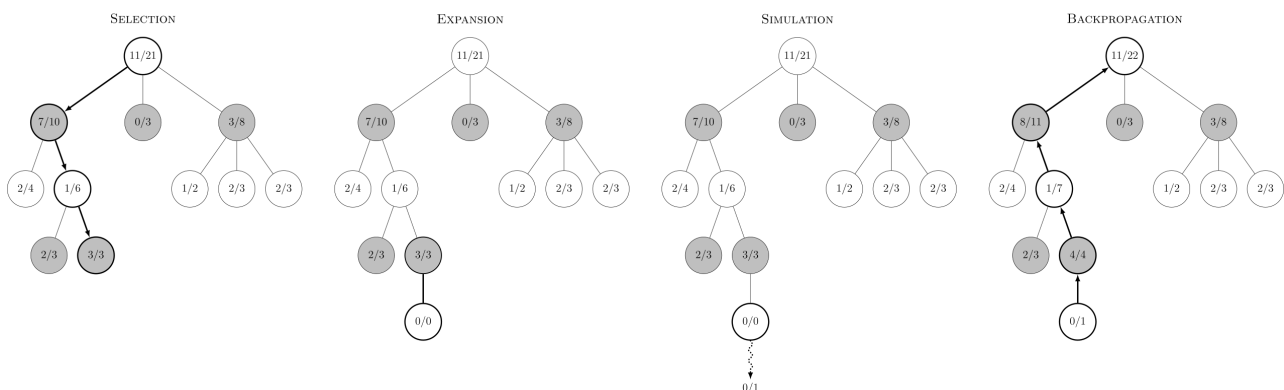 SELECTION EXPANSION SIMULATION BACKPROPAGATION
11/21 11/21 11/21 11/22
7/10 0/3 3/8 7/10 0/3 3/8 7/10 0/3 3/8 8/11 0/3 3/8
2/4 1/6 1/2 2/3 2/3 2/4 1/6 1/2 2/3 2/3 2/4 1/6 1/2 2/3 2/3 2/4 1/7 1/2 2/3 2/3
2/3 3/3 2/3 3/3 2/3 3/3 2/3 4/4
0/0 0/0 0/1
0/1